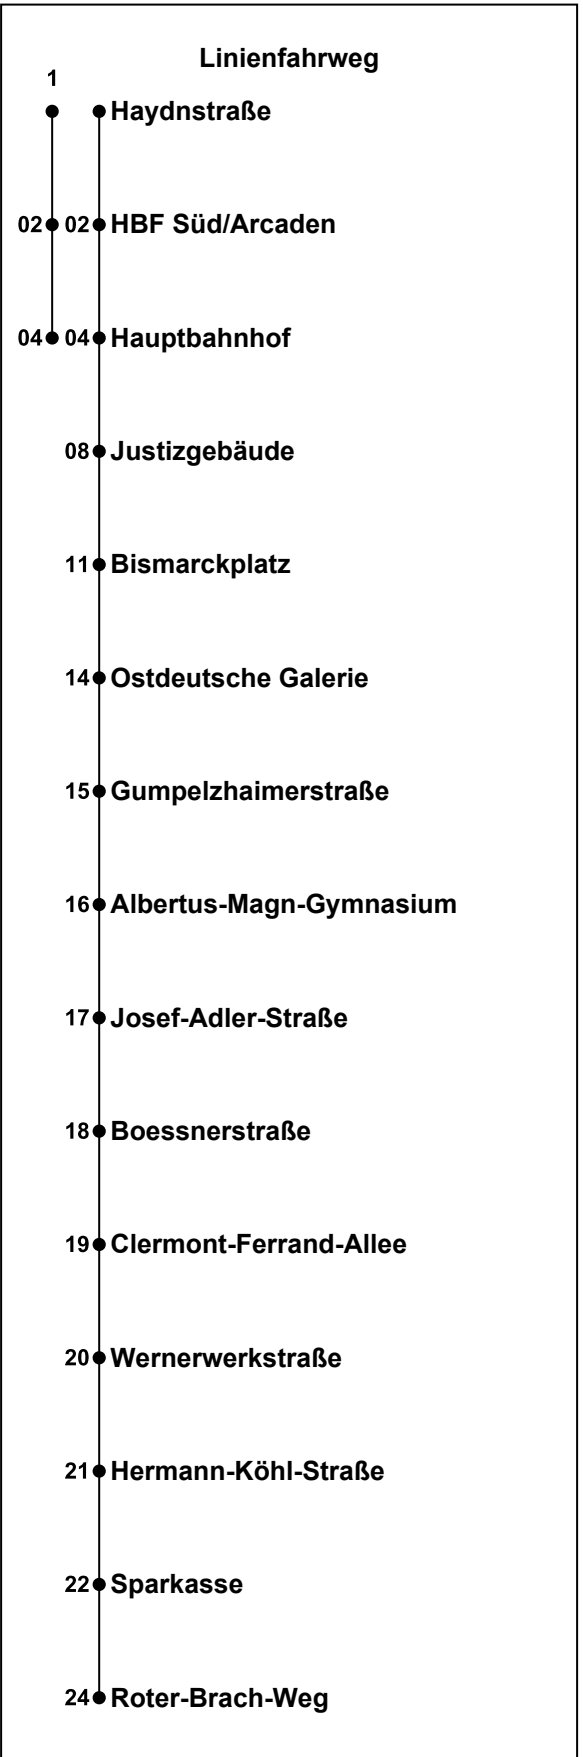 Linienfahrweg
1
Haydnstraße
02 02 HBF Süd/Arcaden
04 04 Hauptbahnhof
08 Justizgebäude
11 Bismarckplatz
14 Ostdeutsche Galerie
15 Gumpelzhaimerstraße
16 Albertus-Magn-Gymnasium
17 Josef-Adler-Straße
18 Boessnerstraße
19 Clermont-Ferrand-Allee
20 Wernerwerkstraße
21 Hermann-Köhl-Straße
22 Sparkasse
24 Roter-Brach-Weg